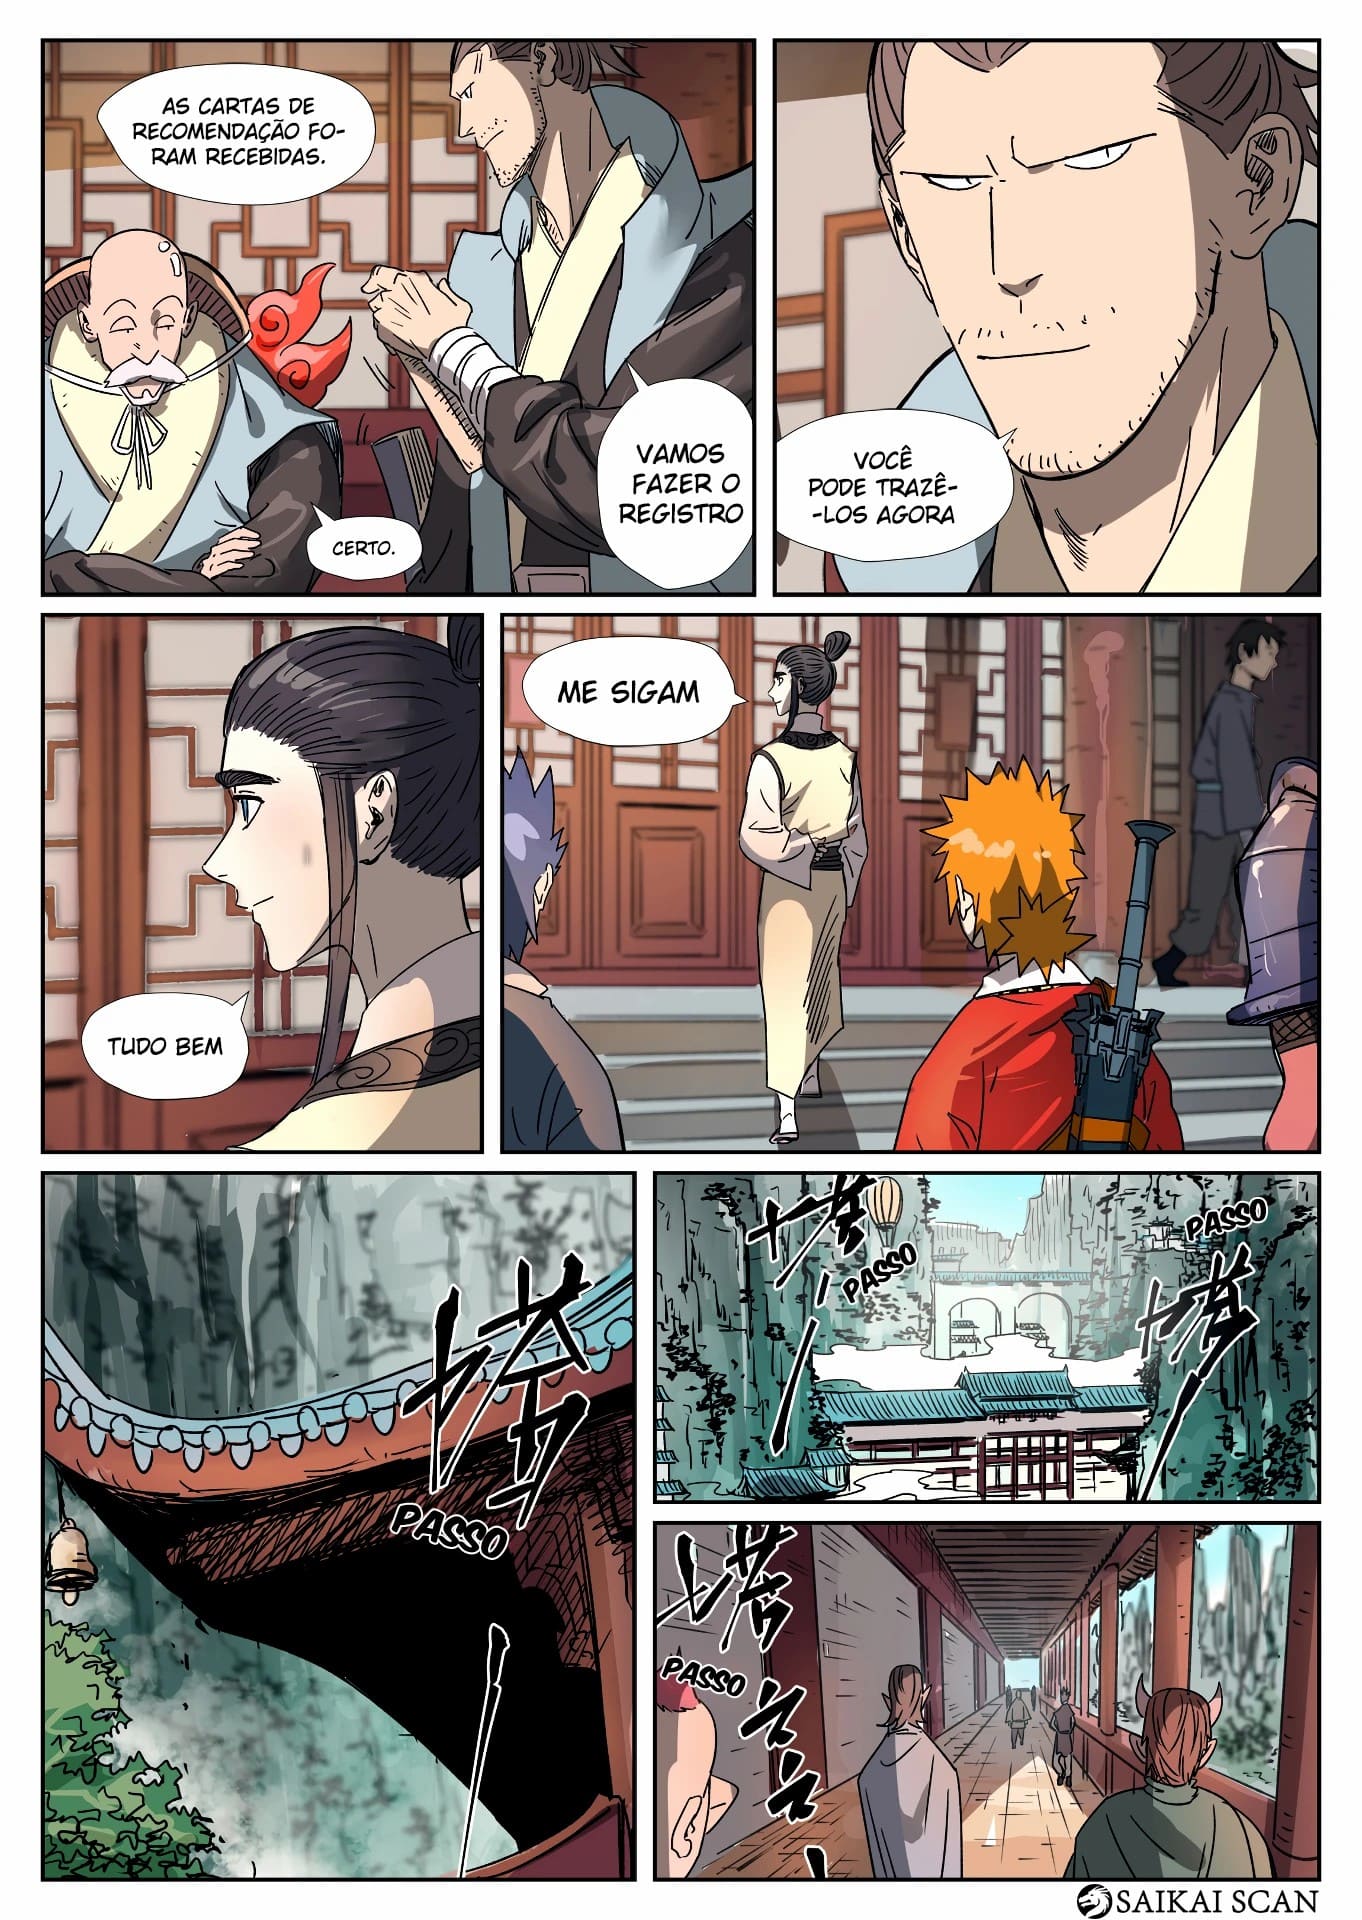 AS CARTAS DE
RECOMENDAÇÃO FO-
RAM RECEBIDAS.
CERTO.
VAMOS
FAZER O
REGISTRO
VOCÊ
PODE TRAZÊ-
-LOS AGORA
TUDO BEM
ME SIGAM
PASSO
PASSO
PASSO
PASSO
SAIKAI SCAN